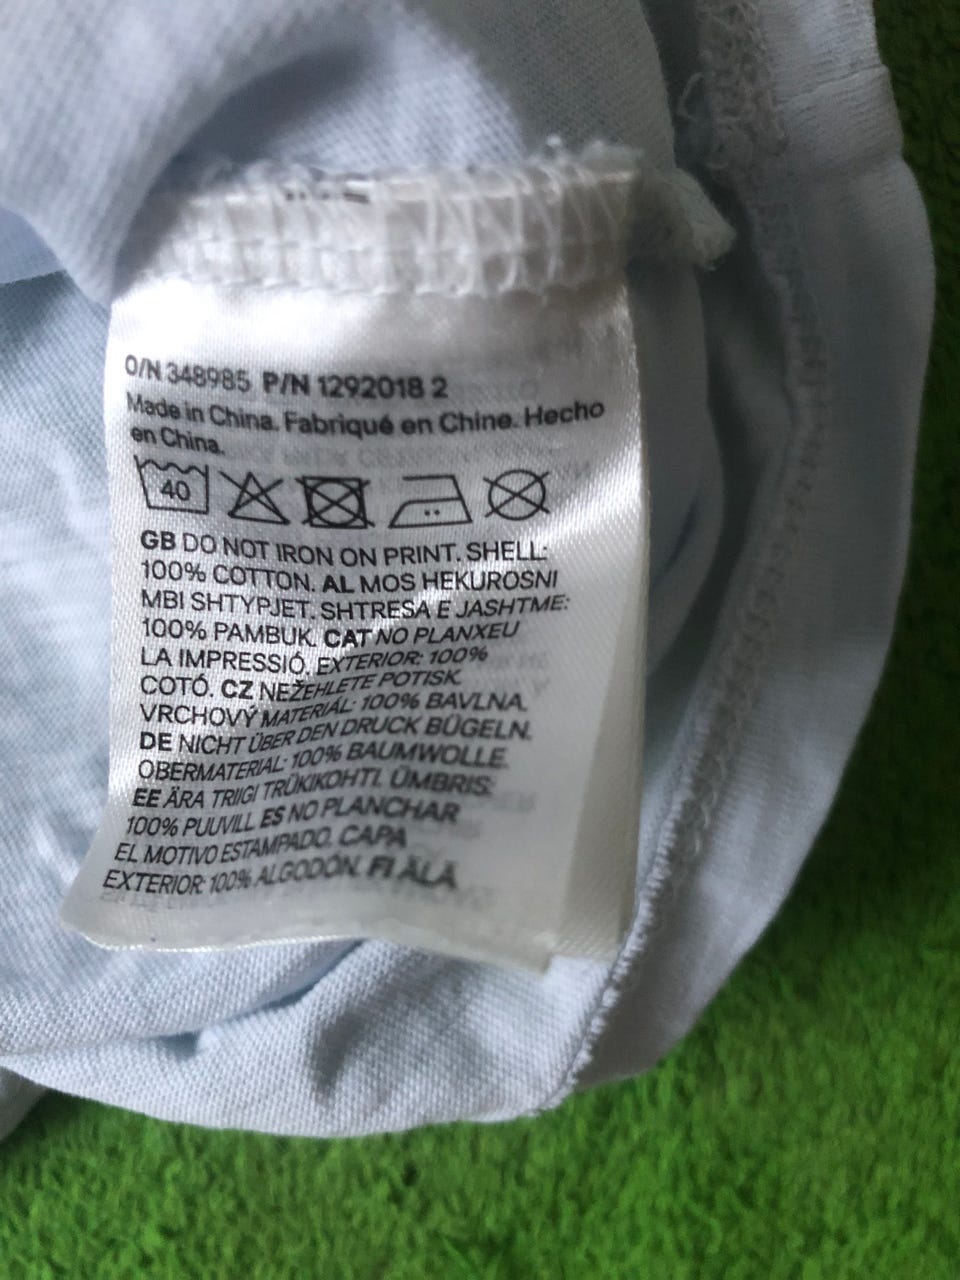 O/N 348985 P/N 1292018 2
Made in China. Fabriqué en Chine. Hecho
en China.
40
GB DO NOT IRON ON PRINT. SHELL:
100% COTTON. AL MOS HEKUROSNI
MBI SHTYPJET. SHTRESA E JASHTME:
100% PAMBUK. CAT NO PLANXEU
LA IMPRESSIÓ. EXTERIOR: 100%
COTÓ. CZ NEŽEHLETE POTISK.
VRCHOVÝ MATERIÁL: 100% BAVLNA.
DE NICHT ÜBER DEN DRUCK BÜGELN.
OBERMATERIAL: 100% BAUMWOLLE.
EE ÄRA TRIIGI TRÜKIKOHTI. ÜMBRIS:
100% PUUVILL ES NO PLANCHAR
EL MOTIVO ESTAMPADO. CAPA
EXTERIOR: 100% ALGODÓN. FI ÄLÄ